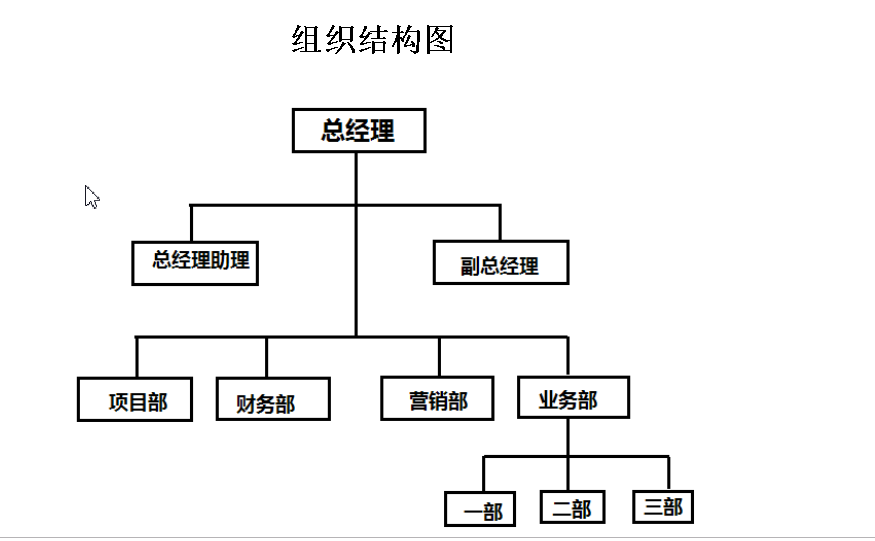 组织结构图
总经理
总经理助理
副总经理
项目部
财务部
营销部
业务部
一部
二部
三部